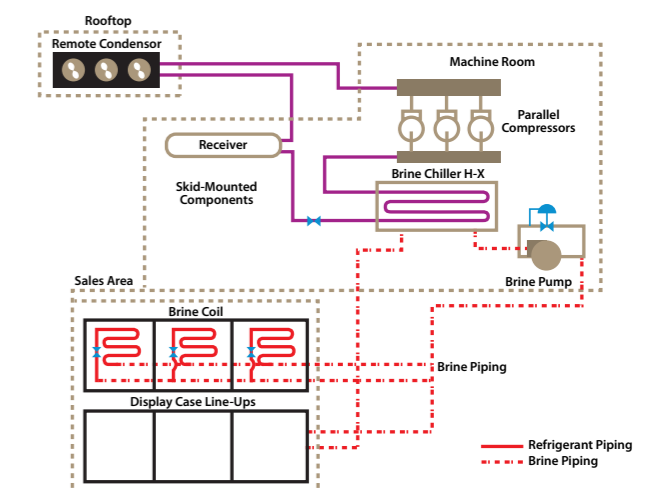 Rooftop
Remote Condensor
Machine Room
Parallel
Compressors
Receiver
Brine Chiller H-X
Skid-Mounted
Components
Sales Area
Brine Pump
Brine Coil
Brine Piping
Display Case Line-Ups
Refrigerant Piping
Brine Piping